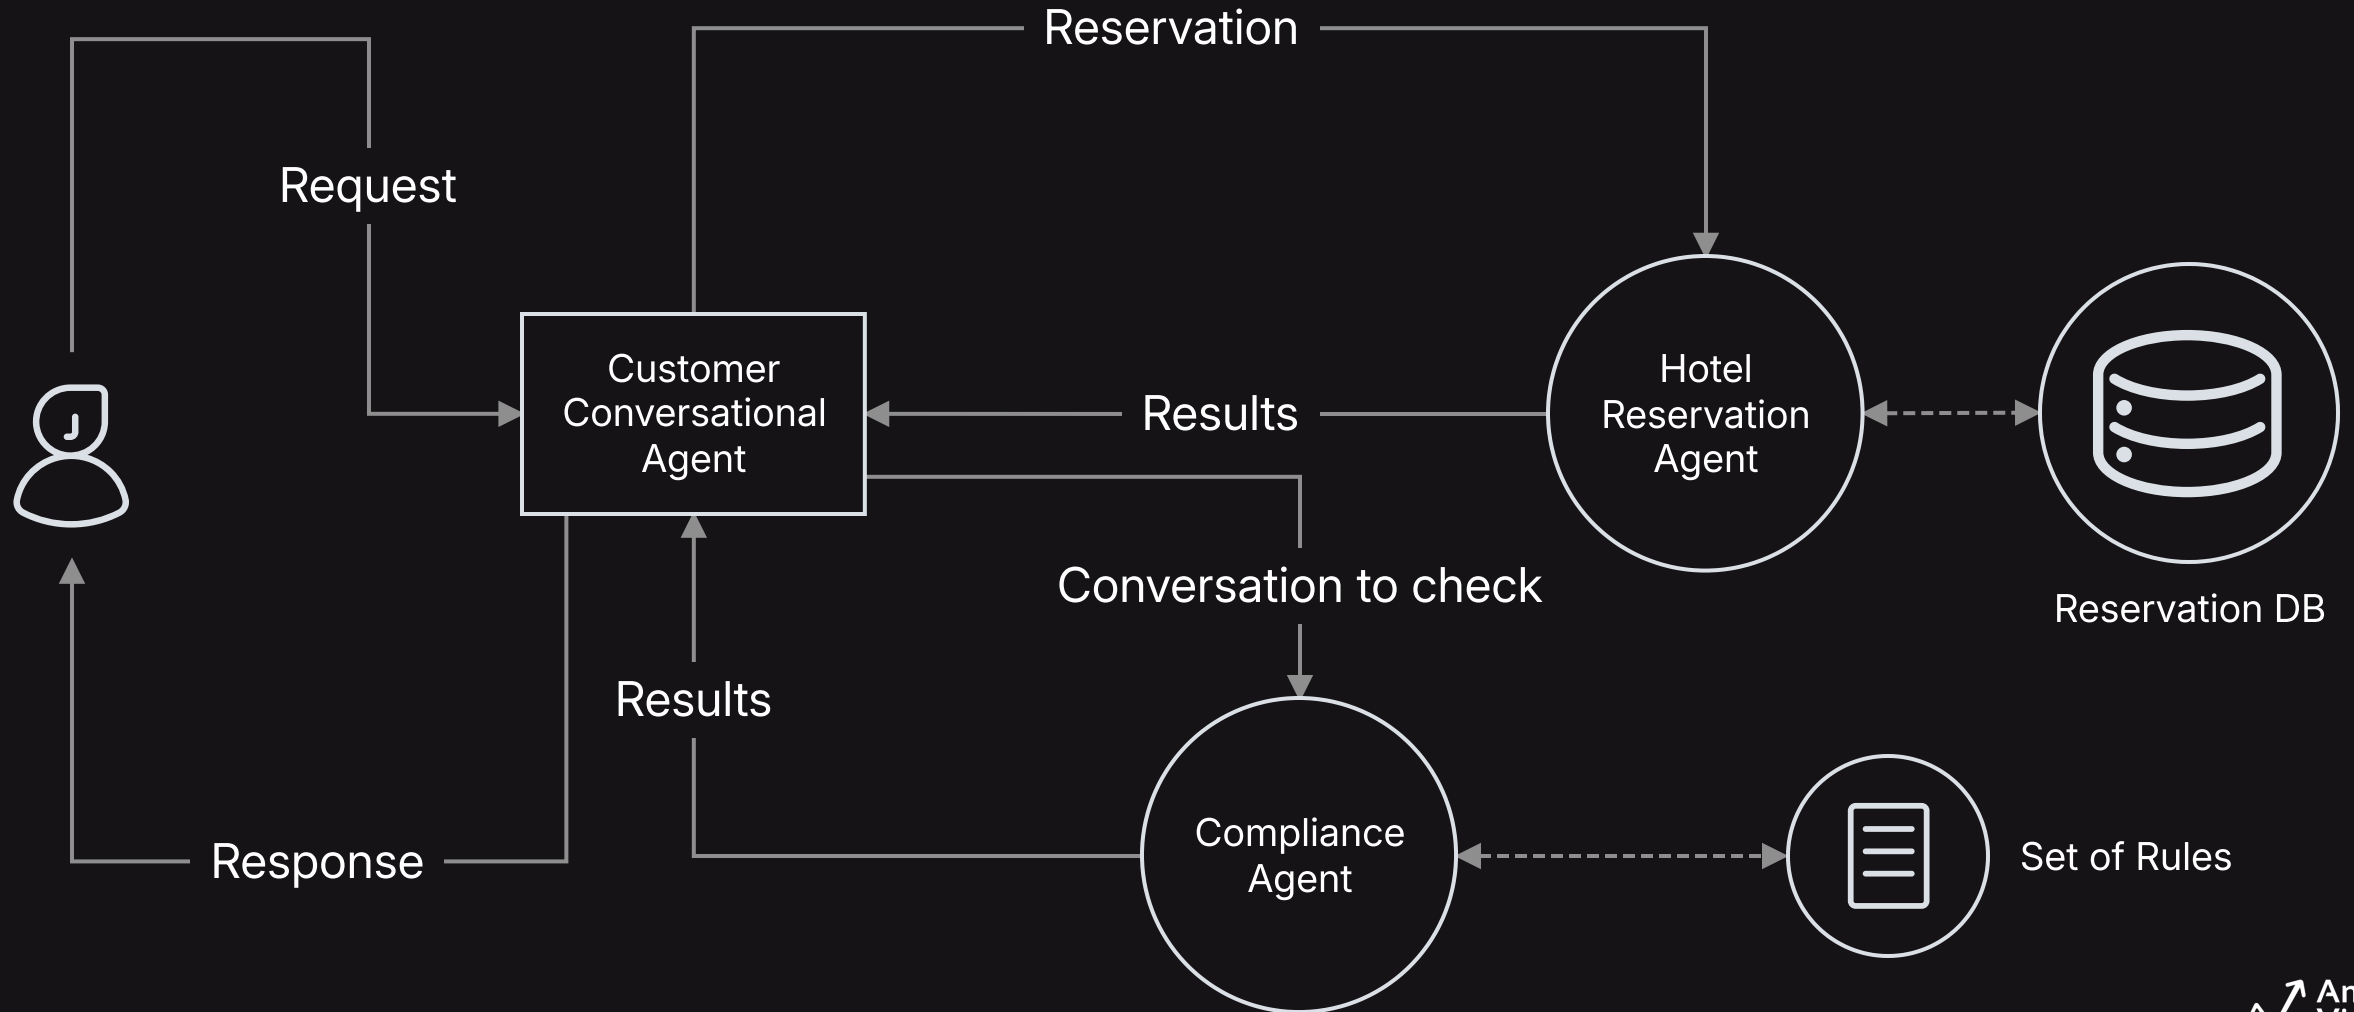 Reservation
Request
Customer
Conversational
Agent
Results
Hotel
Reservation
Agent
Conversation to check
Reservation DB
Results
Response
Compliance
Agent
Set of Rules